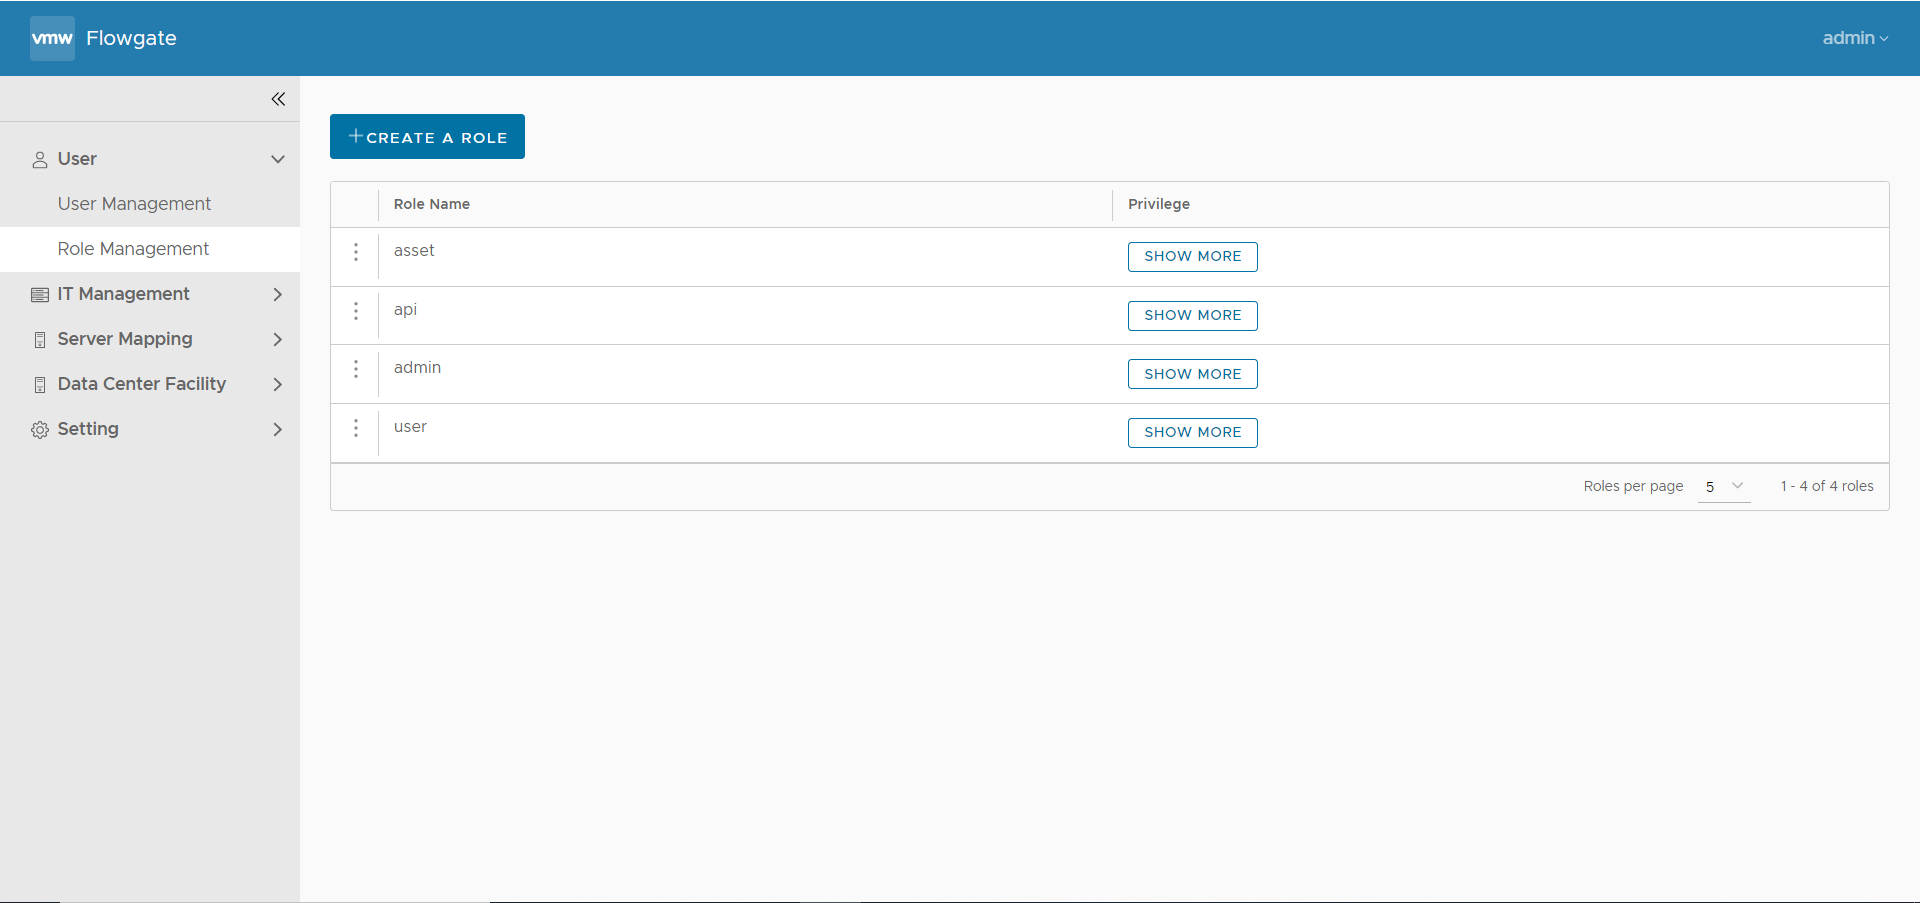 vmw Flowgate
admin
User
User Management
Role Management
IT Management
Server Mapping
Data Center Facility
Setting
CREATE A ROLE
Role Name Privilege
asset SHOW MORE
api SHOW MORE
admin SHOW MORE
user SHOW MORE
Roles per page 5 1 - 4 of 4 roles